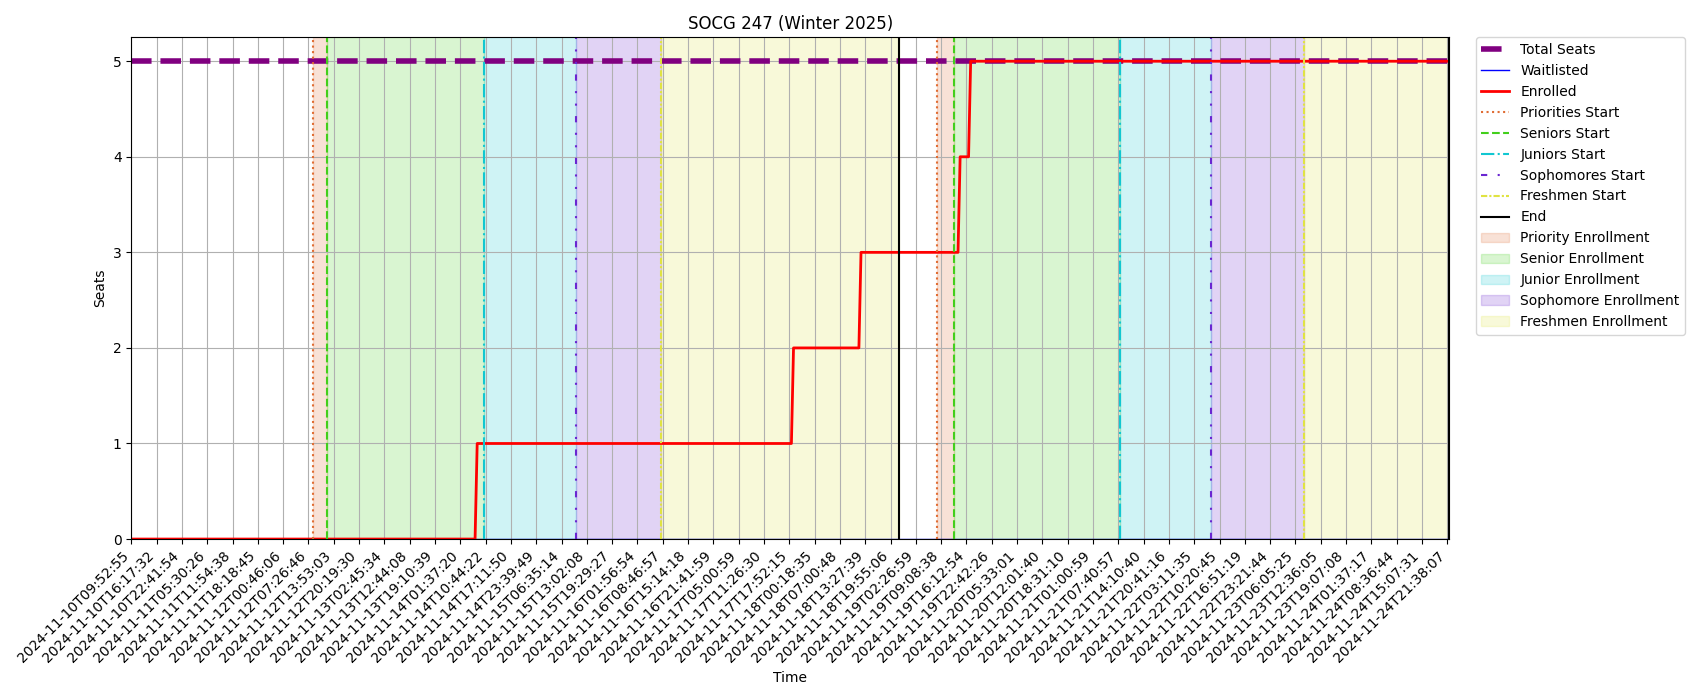 SOCG 247 (Winter 2025)
Seats
5
4
3
2
1
0
2024-11-10T09:52:55
2024-11-10T16:17:32
2024-11-10T22:41:54
2024-11-11T05:30:26
2024-11-11T11:54:38
2024-11-11T18:18:45
2024-11-12T00:46:06
2024-11-12T07:26:46
2024-11-12T13:53:03
2024-11-12T20:19:30
2024-11-13T02:45:34
2024-11-13T12:44:08
2024-11-13T19:10:39
2024-11-14T01:37:20
2024-11-14T10:44:22
2024-11-14T17:11:50
2024-11-14T23:39:49
2024-11-15T06:35:14
2024-11-15T13:02:08
2024-11-15T19:29:27
2024-11-16T01:56:54
2024-11-16T08:46:57
2024-11-16T15:14:18
2024-11-16T21:41:59
2024-11-17T05:00:59
2024-11-17T11:26:30
2024-11-17T17:52:15
2024-11-18T00:18:35
2024-11-18T07:00:48
2024-11-18T13:27:39
2024-11-18T19:55:06
2024-11-19T02:26:59
2024-11-19T09:08:38
2024-11-19T16:12:54
2024-11-19T22:42:26
2024-11-20T05:33:01
2024-11-20T12:01:40
2024-11-20T18:31:10
2024-11-21T01:00:59
2024-11-21T07:40:57
2024-11-21T14:10:40
2024-11-21T20:41:16
2024-11-22T03:11:35
2024-11-22T10:20:45
2024-11-22T16:51:19
2024-11-22T23:21:44
2024-11-23T06:05:25
2024-11-23T12:36:05
2024-11-23T19:07:08
2024-11-24T01:37:17
2024-11-24T08:36:44
2024-11-24T15:07:31
2024-11-24T21:38:07
Time
Total Seats
Waitlisted
Enrolled
Priorities Start
Seniors Start
Juniors Start
Sophomores Start
Freshmen Start
End
Priority Enrollment
Senior Enrollment
Junior Enrollment
Sophomore Enrollment
Freshmen Enrollment